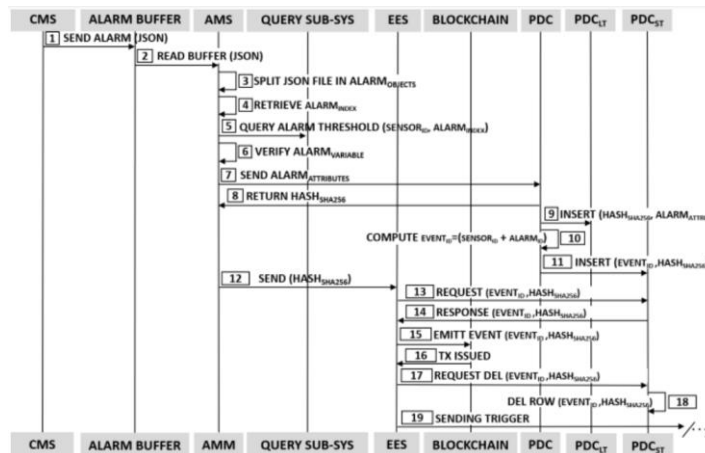 CMS ALARM BUFFER AMS QUERY SUB-SYS EES BLOCKCHAIN PDC PDCLT PDCST
1 SEND ALARM (JSON)
2 READ BUFFER (JSON)
3 SPLIT JSON FILE IN ALARMOBJECTS
4 RETRIEVE ALARMINDEX
5 QUERY ALARM THRESHOLD (SENSORID, ALARMINDEX)
6 VERIFY ALARMVARIABLE
7 SEND ALARMATTRIBUTES
8 RETURN HASHSHA256
9 INSERT (HASHSHA256, ALARMATTRI
COMPUTE EVENTID=(SENSORID + ALARMID) 10
11 INSERT (EVENTID,HASHSHA256
12 SEND (HASHSHA256)
13 REQUEST (EVENTID,HASHSHA256)
14 RESPONSE (EVENTID,HASHSHA256)
15 EMITT EVENT (EVENTID,HASHSHA256)
16 TX ISSUED
17 REQUEST DEL (EVENTID,HASHSHA256)
DEL ROW (EVENTID,HASHSHA256) 18
19 SENDING TRIGGER
/...
CMS ALARM BUFFER AMM QUERY SUB-SYS EES BLOCKCHAIN PDC PDCLT PDCST